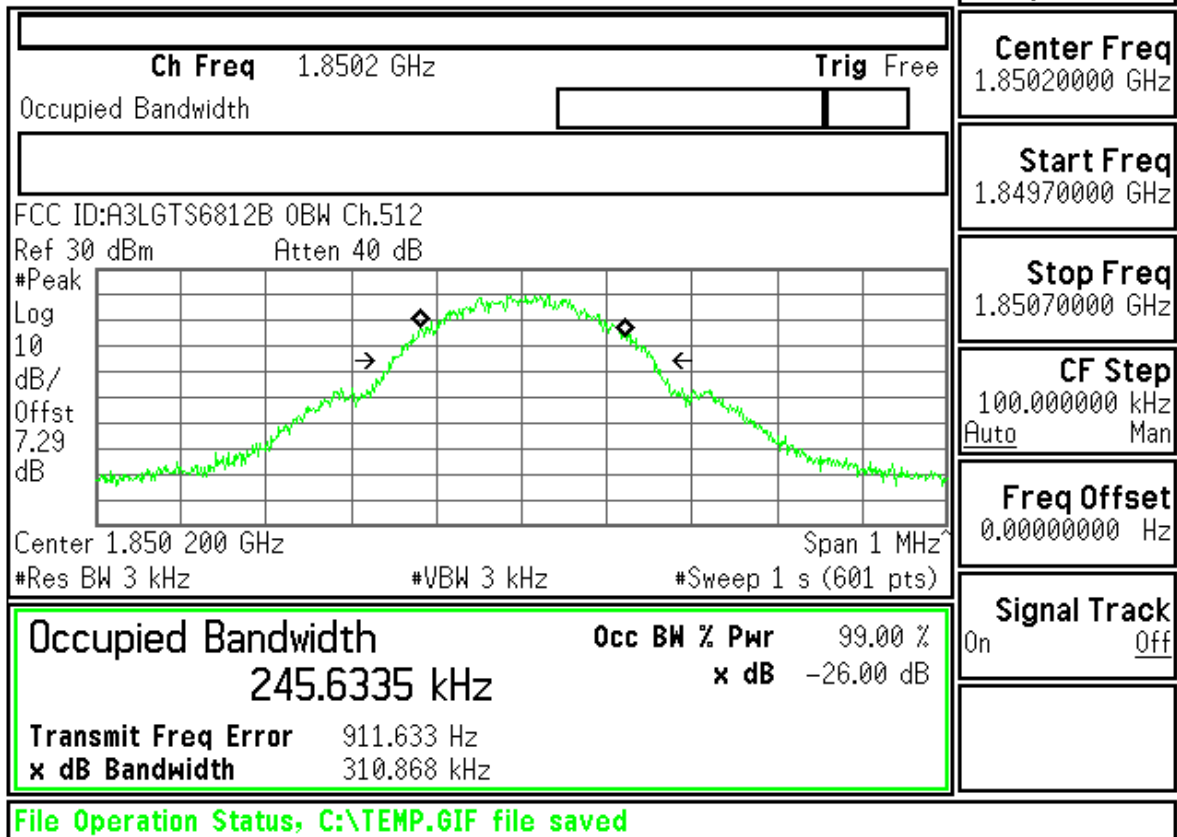 Ch Freq 1.8502 GHz Trig Free
Occupied Bandwidth
FCC ID:A3LGTS6812B OBW Ch.512
Ref 30 dBm Atten 40 dB
#Peak
Log
10
dB/
Offst
7.29
dB
Center 1.850 200 GHz Span 1 MHz^
#Res BW 3 kHz #VBW 3 kHz #Sweep 1 s (601 pts)
Occupied Bandwidth
245.6335 kHz
Occ BW % Pwr 99.00 %
x dB -26.00 dB
Transmit Freq Error 911.633 Hz
x dB Bandwidth 310.868 kHz
File Operation Status, C:\TEMP.GIF file saved
Center Freq
1.85020000 GHz
Start Freq
1.84970000 GHz
Stop Freq
1.85070000 GHz
CF Step
100.000000 kHz
Auto Man
Freq Offset
0.00000000 Hz
Signal Track
On Off